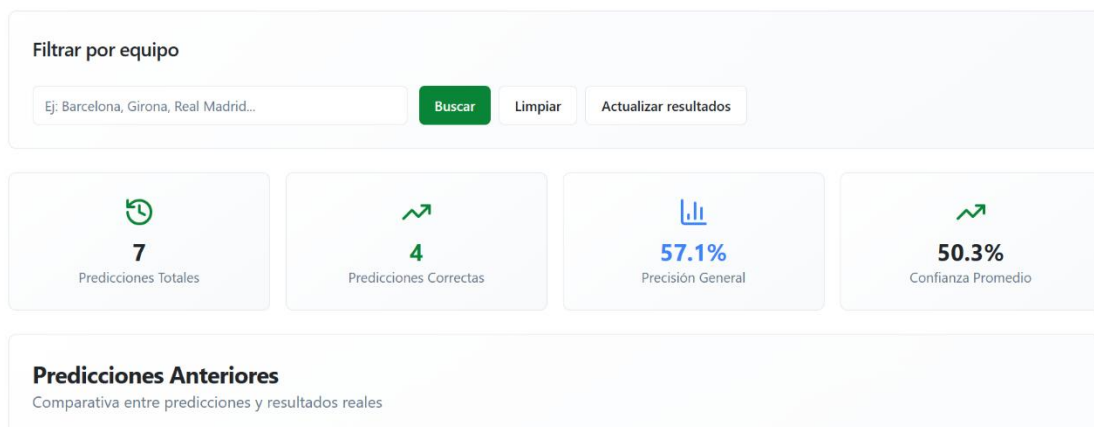 Filtrar por equipo
Ej: Barcelona, Girona, Real Madrid...
Buscar
Limpiar
Actualizar resultados
7
Predicciones Totales
4
Predicciones Correctas
57.1%
Precisión General
50.3%
Confianza Promedio
Predicciones Anteriores
Comparativa entre predicciones y resultados reales